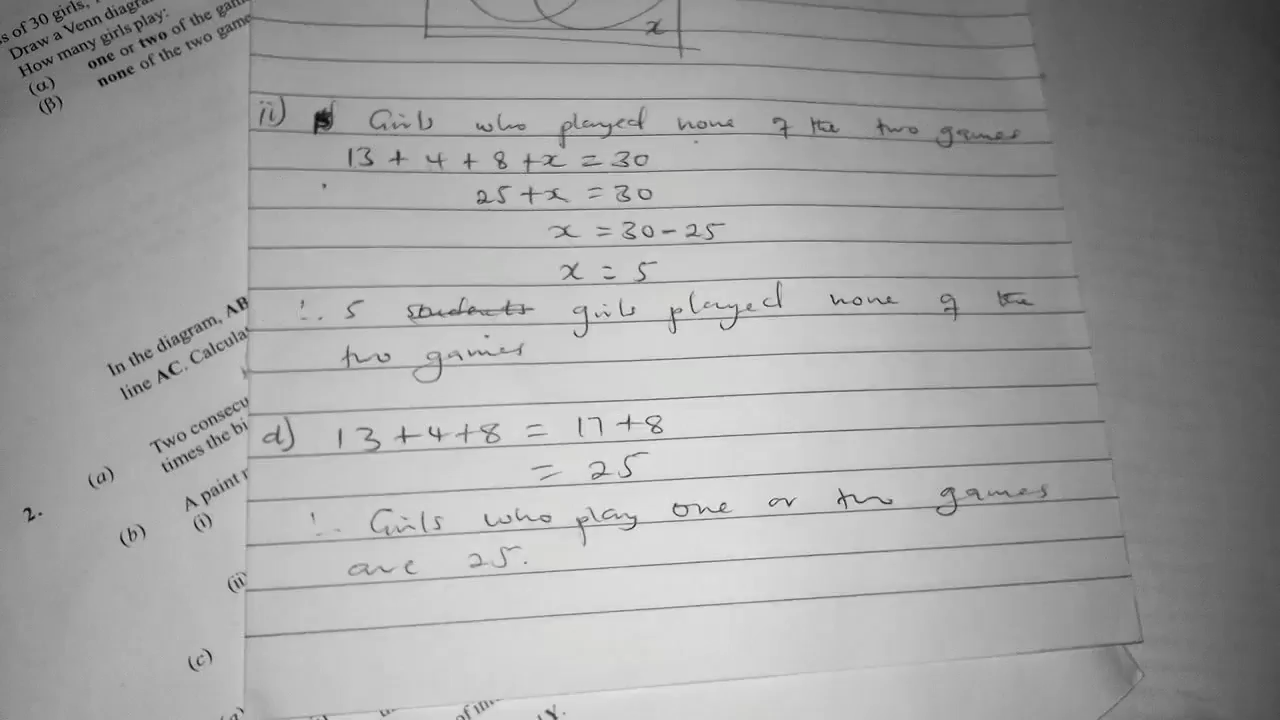 s of 30 girls,
Draw a Venn diagra
How many girls play:
(α) one or two of the gam
(β) none of the two game
x
ii) Girls who played none of the two games
13 + 4 + 8 + x = 30
25 + x = 30
x = 30 - 25
x = 5
∴ 5 students girls played none of the
two games
d) 13 + 4 + 8 = 17 + 8
= 25
∴ Girls who play one or two games
are 25.
In the diagram, AB
line AC. Calculat
2. (a) Two consecu
times the bi
(b) A paint
(i)
(ii)
(c)